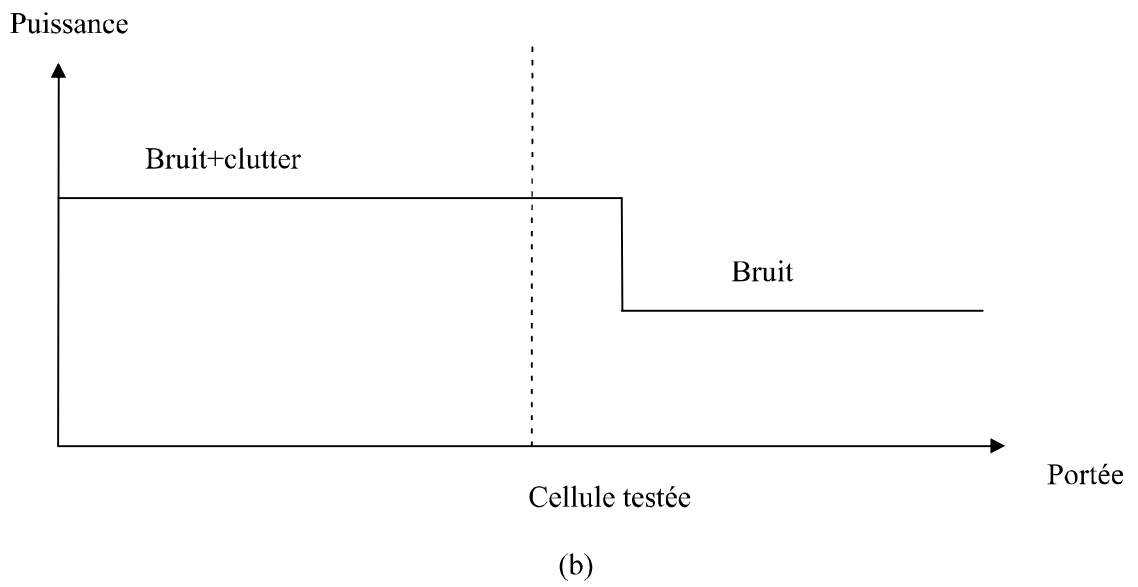 Puissance
Bruit+clutter
Bruit
Portée
Cellule testée
(b)